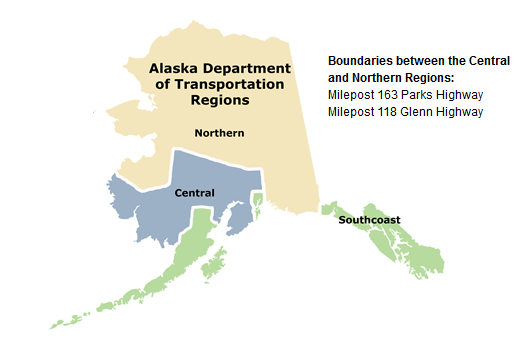 Alaska Department
of Transportation
Regions
Northern
Central
Southcoast
Boundaries between the Central
and Northern Regions:
Milepost 163 Parks Highway
Milepost 118 Glenn Highway